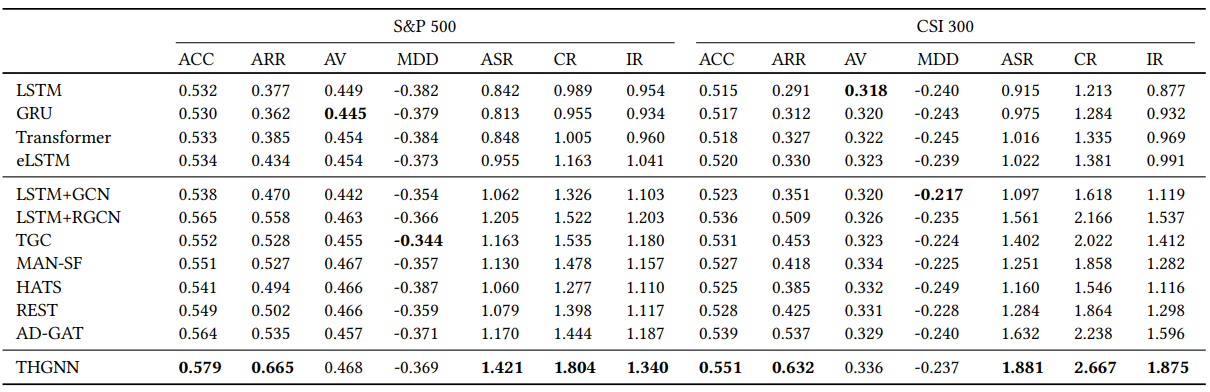 S&P 500 CSI 300
ACC ARR AV MDD ASR CR IR ACC ARR AV MDD ASR CR IR
LSTM 0.532 0.377 0.449 -0.382 0.842 0.989 0.954 0.515 0.291 0.318 -0.240 0.915 1.213 0.877
GRU 0.530 0.362 0.445 -0.379 0.813 0.955 0.934 0.517 0.312 0.320 -0.243 0.975 1.284 0.932
Transformer 0.533 0.385 0.454 -0.384 0.848 1.005 0.960 0.518 0.327 0.322 -0.245 1.016 1.335 0.969
eLSTM 0.534 0.434 0.454 -0.373 0.955 1.163 1.041 0.520 0.330 0.323 -0.239 1.022 1.381 0.991
LSTM+GCN 0.538 0.470 0.442 -0.354 1.062 1.326 1.103 0.523 0.351 0.320 -0.217 1.097 1.618 1.119
LSTM+RGCN 0.565 0.558 0.463 -0.366 1.205 1.522 1.203 0.536 0.509 0.326 -0.235 1.561 2.166 1.537
TGC 0.552 0.528 0.455 -0.344 1.163 1.535 1.180 0.531 0.453 0.323 -0.224 1.402 2.022 1.412
MAN-SF 0.551 0.527 0.467 -0.357 1.130 1.478 1.157 0.527 0.418 0.334 -0.225 1.251 1.858 1.282
HATS 0.541 0.494 0.466 -0.387 1.060 1.277 1.110 0.525 0.385 0.332 -0.249 1.160 1.546 1.116
REST 0.549 0.502 0.466 -0.359 1.079 1.398 1.117 0.528 0.425 0.331 -0.228 1.284 1.864 1.298
AD-GAT 0.564 0.535 0.457 -0.371 1.170 1.444 1.187 0.539 0.537 0.329 -0.240 1.632 2.238 1.596
THGNN 0.579 0.665 0.468 -0.369 1.421 1.804 1.340 0.551 0.632 0.336 -0.237 1.881 2.667 1.875